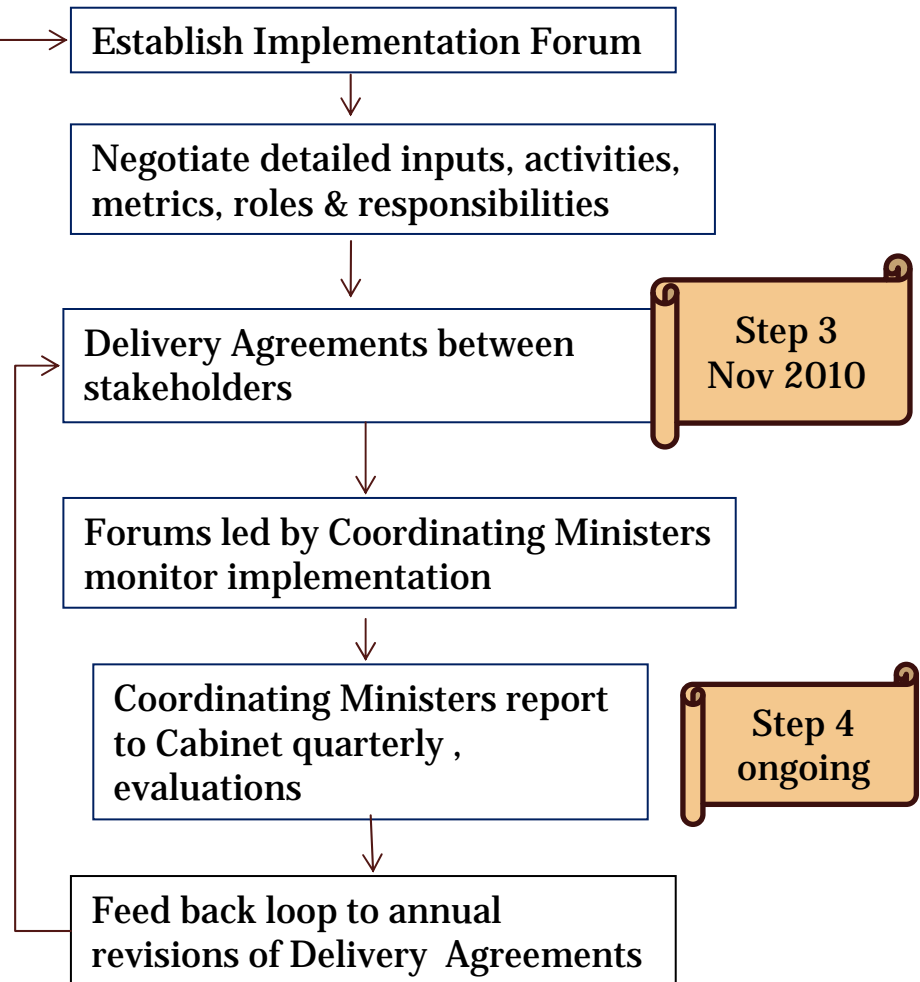 Establish Implementation Forum
Negotiate detailed inputs, activities,
metrics, roles & responsibilities
Delivery Agreements between
stakeholders
Step 3
Nov 2010
Forums led by Coordinating Ministers
monitor implementation
Coordinating Ministers report
to Cabinet quarterly ,
evaluations
Step 4
ongoing
Feed back loop to annual
revisions of Delivery  Agreements